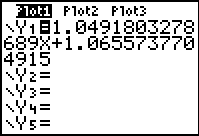 Plot1 Plot2 Plot3
\Y1=1.0491803278
689X+1.065573770
4915
\Y2=
\Y3=
\Y4=
\Y5=